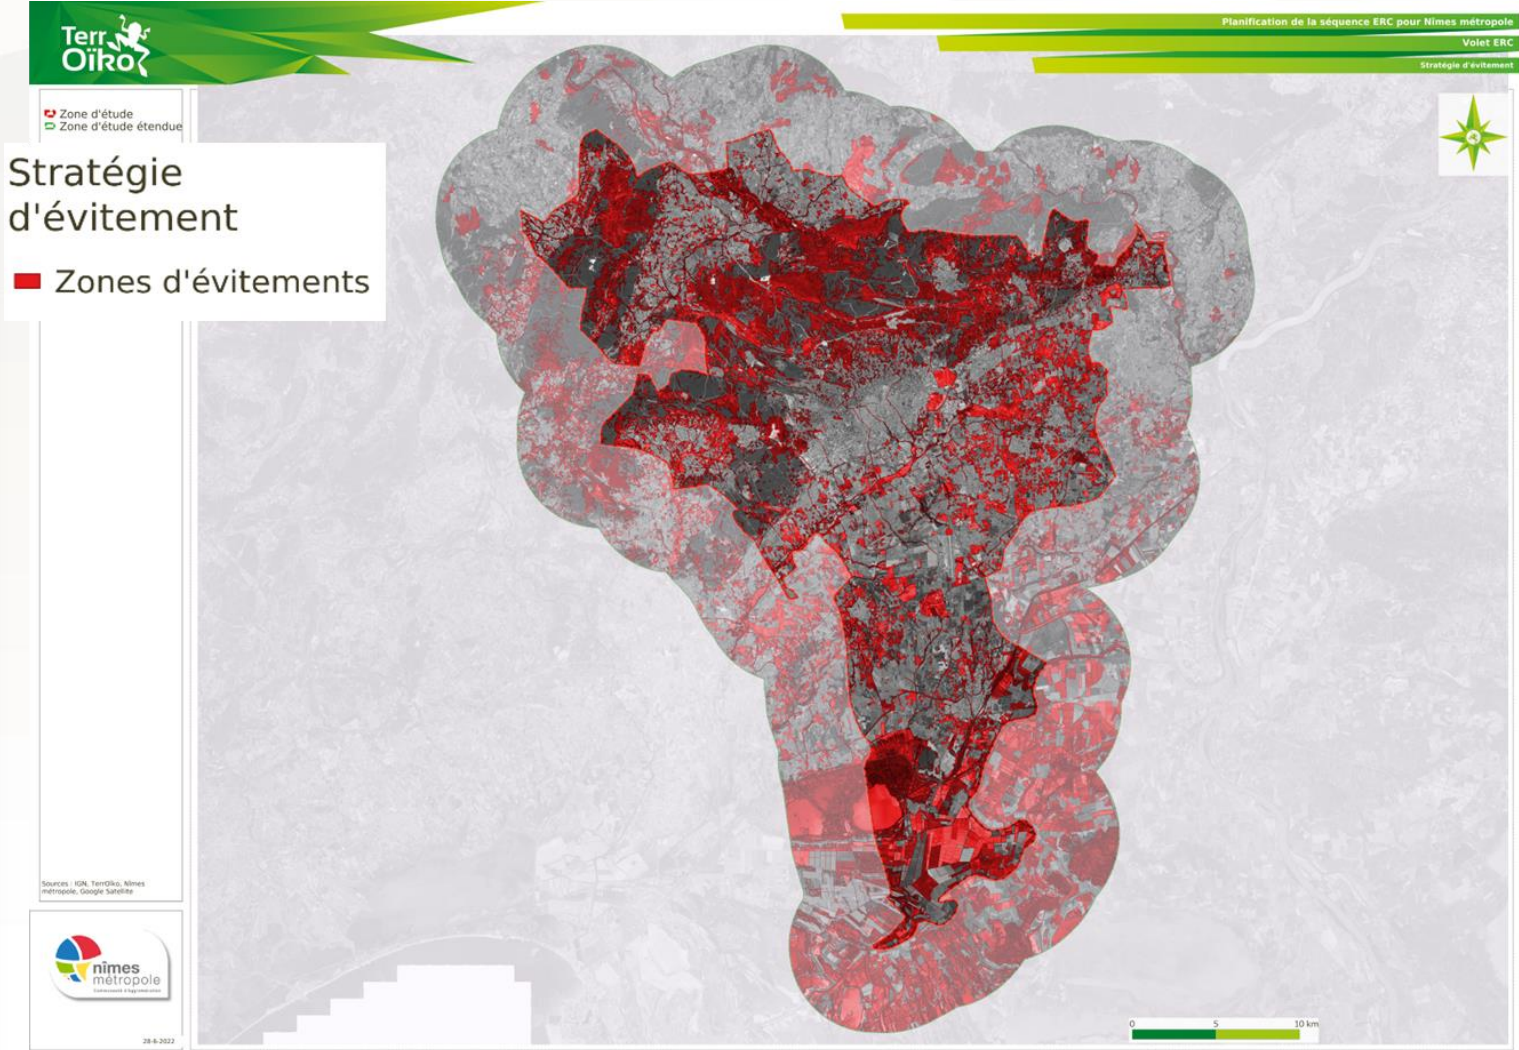 Terr
Oïko
Planification de la séquence ERC pour Nîmes métropole
Volet ERC
Stratégie d'évitement
Zone d'étude
Zone d'étude étendue
Stratégie
d'évitement
Zones d'évitements
Sources : IGN, TerrOïko, Nîmes
métropole, Google Satellite
nîmes
métropole
Communauté d'Agglomération
28-6-2022
0 5 10 km